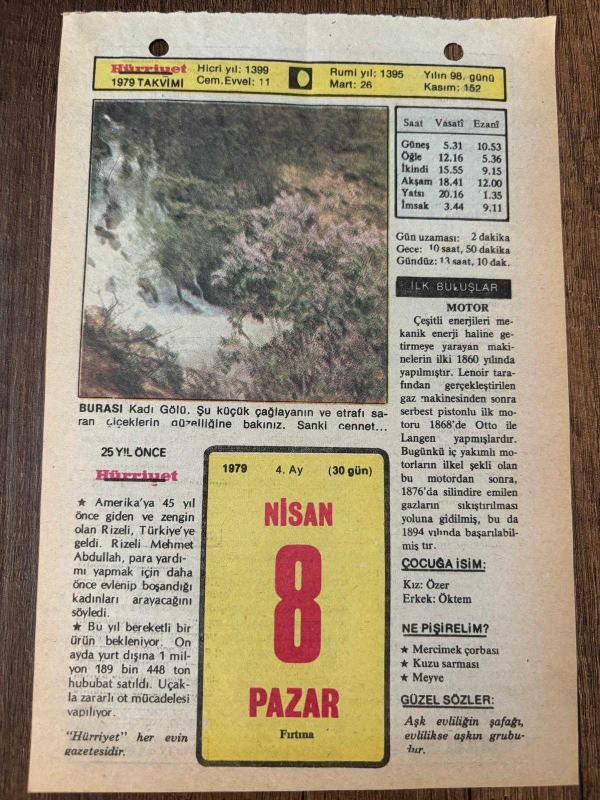 Hürriyet
1979 TAKVİMİ
Hicri yıl: 1399
Cem. Evvel: 11
Rumi yıl: 1395
Mart: 26
Yılın 98. günü
Kasım: 152
Saat Vasatî Ezanî
Güneş 5.31 10.53
Öğle 12.16 5.36
İkindi 15.55 9.15
Akşam 18.41 12.00
Yatsı 20.16 1.35
İmsak 3.44 9.11
Gün uzaması: 2 dakika
Gece: 10 saat, 50 dakika
Gündüz: 13 saat, 10 dak.
BURASI Kadı Gölü. Şu küçük çağlayanın ve etrafı sa-
ran çiçeklerin güzelliğine bakınız. Sanki cennet...
İLK BULUŞLAR
MOTOR
Çeşitli enerjileri me-
kanik enerji haline ge-
tirmeye yarayan maki-
nelerin ilki 1860 yılında
yapılmıştır. Lenoir tara-
fından gerçekleştirilen
gaz makinesinden sonra
serbest pistonlu ilk mo-
toru 1868'de Otto ile
Langen yapmışlardır.
Bugünkü iç yakımlı mo-
torların ilkel şekli olan
bu motordan sonra,
1876'da silindire emilen
gazların sıkıştırılması
yoluna gidilmiş, bu da
1894 yılında başarılabil-
miş tir.
ÇOCUĞA İSİM:
Kız: Özer
Erkek: Öktem
NE PİŞİRELİM?
★ Mercimek çorbası
★ Kuzu sarması
★ Meyve
GÜZEL SÖZLER:
Aşk evliliğin şafağı,
evlilikse aşkın grubu-
dur.
25 YIL ÖNCE
Hürriyet
★ Amerika'ya 45 yıl
önce giden ve zengin
olan Rizeli, Türkiye'ye
geldi. Rizeli Mehmet
Abdullah, para yardı-
mı yapmak için daha
önce evlenip boşandığı
kadınları arayacağını
söyledi.
★ Bu yıl bereketli bir
ürün bekleniyor. On
ayda yurt dışına 1 mil-
yon 189 bin 448 ton
hububat satıldı. Uçak-
la zararlı ot mücadelesi
yapılıyor.
"Hürriyet" her evin
gazetesidir.
1979 4. Ay (30 gün)
NİSAN
8
PAZAR
Fırtına